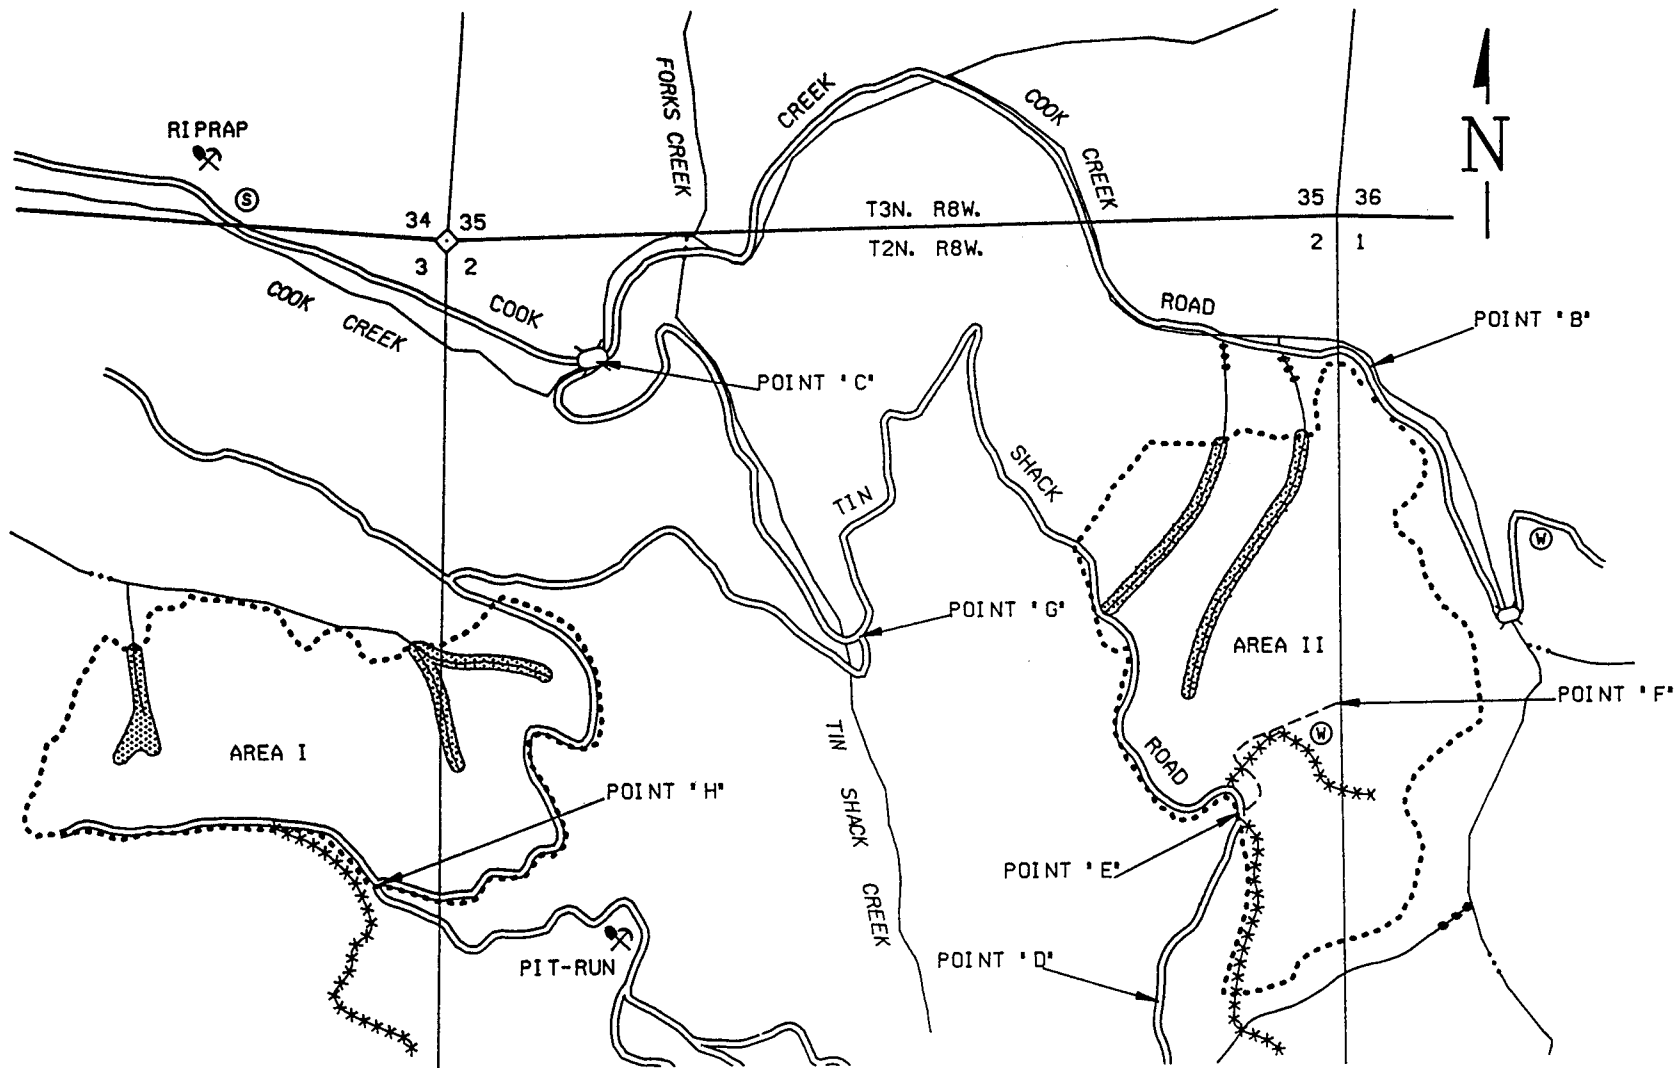 RIPRAP
S
FORKS CREEK
CREEK
COOK
CREEK
N
34 35
3 2
T3N. R8W.
T2N. R8W.
35 36
2 1
COOK
CREEK
COOK
ROAD
POINT "B"
POINT "C"
SHACK
TIN
W
POINT "G"
AREA II
POINT "F"
W
AREA I
TIN
SHACK
CREEK
ROAD
POINT "H"
POINT "E"
PIT-RUN
POINT "D"